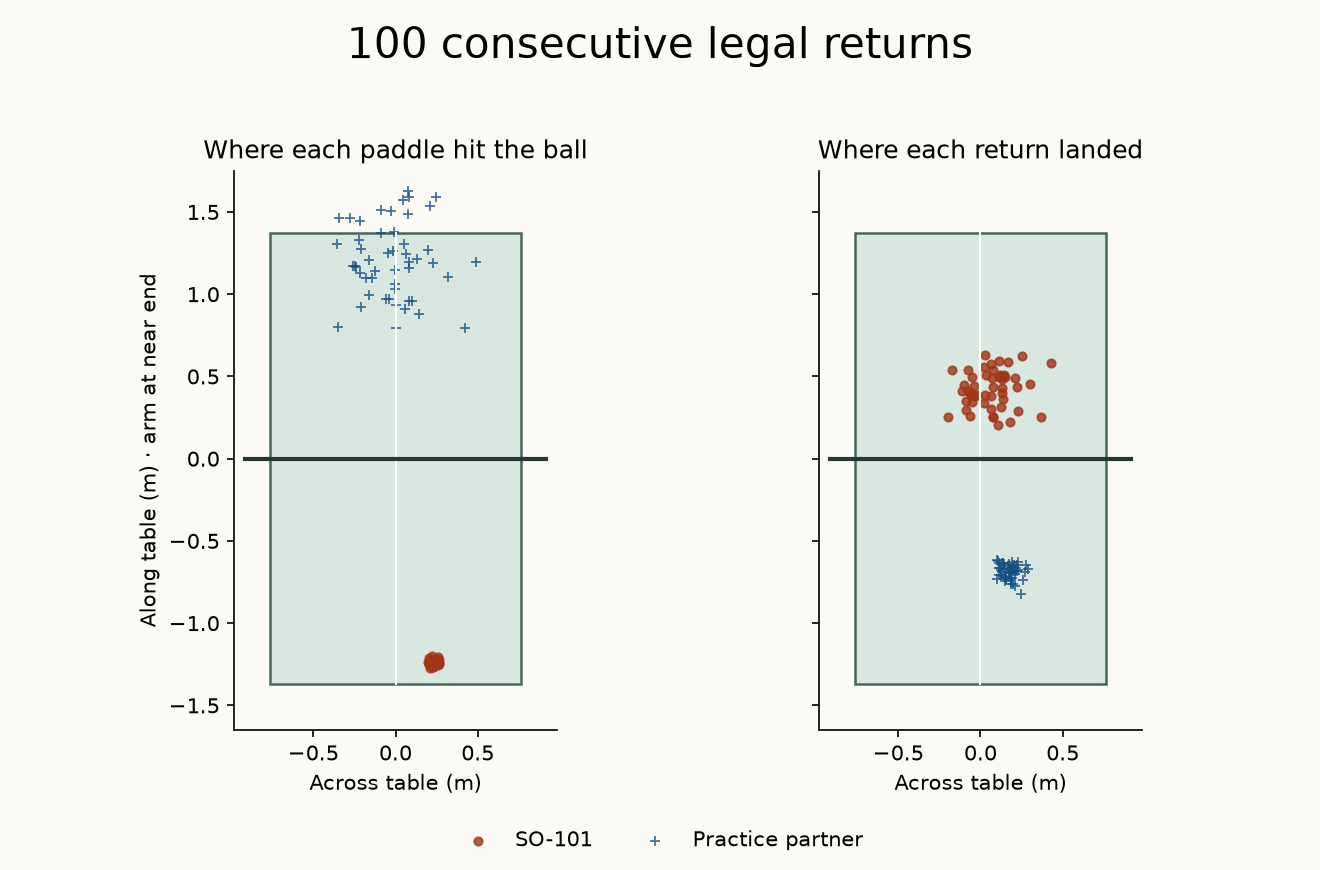 100 consecutive legal returns
Where each paddle hit the ball
Where each return landed
Along table (m) · arm at near end
1.5
1.0
0.5
0.0
−0.5
−1.0
−1.5
−0.5 0.0 0.5
−0.5 0.0 0.5
Across table (m)
Across table (m)
SO-101
Practice partner